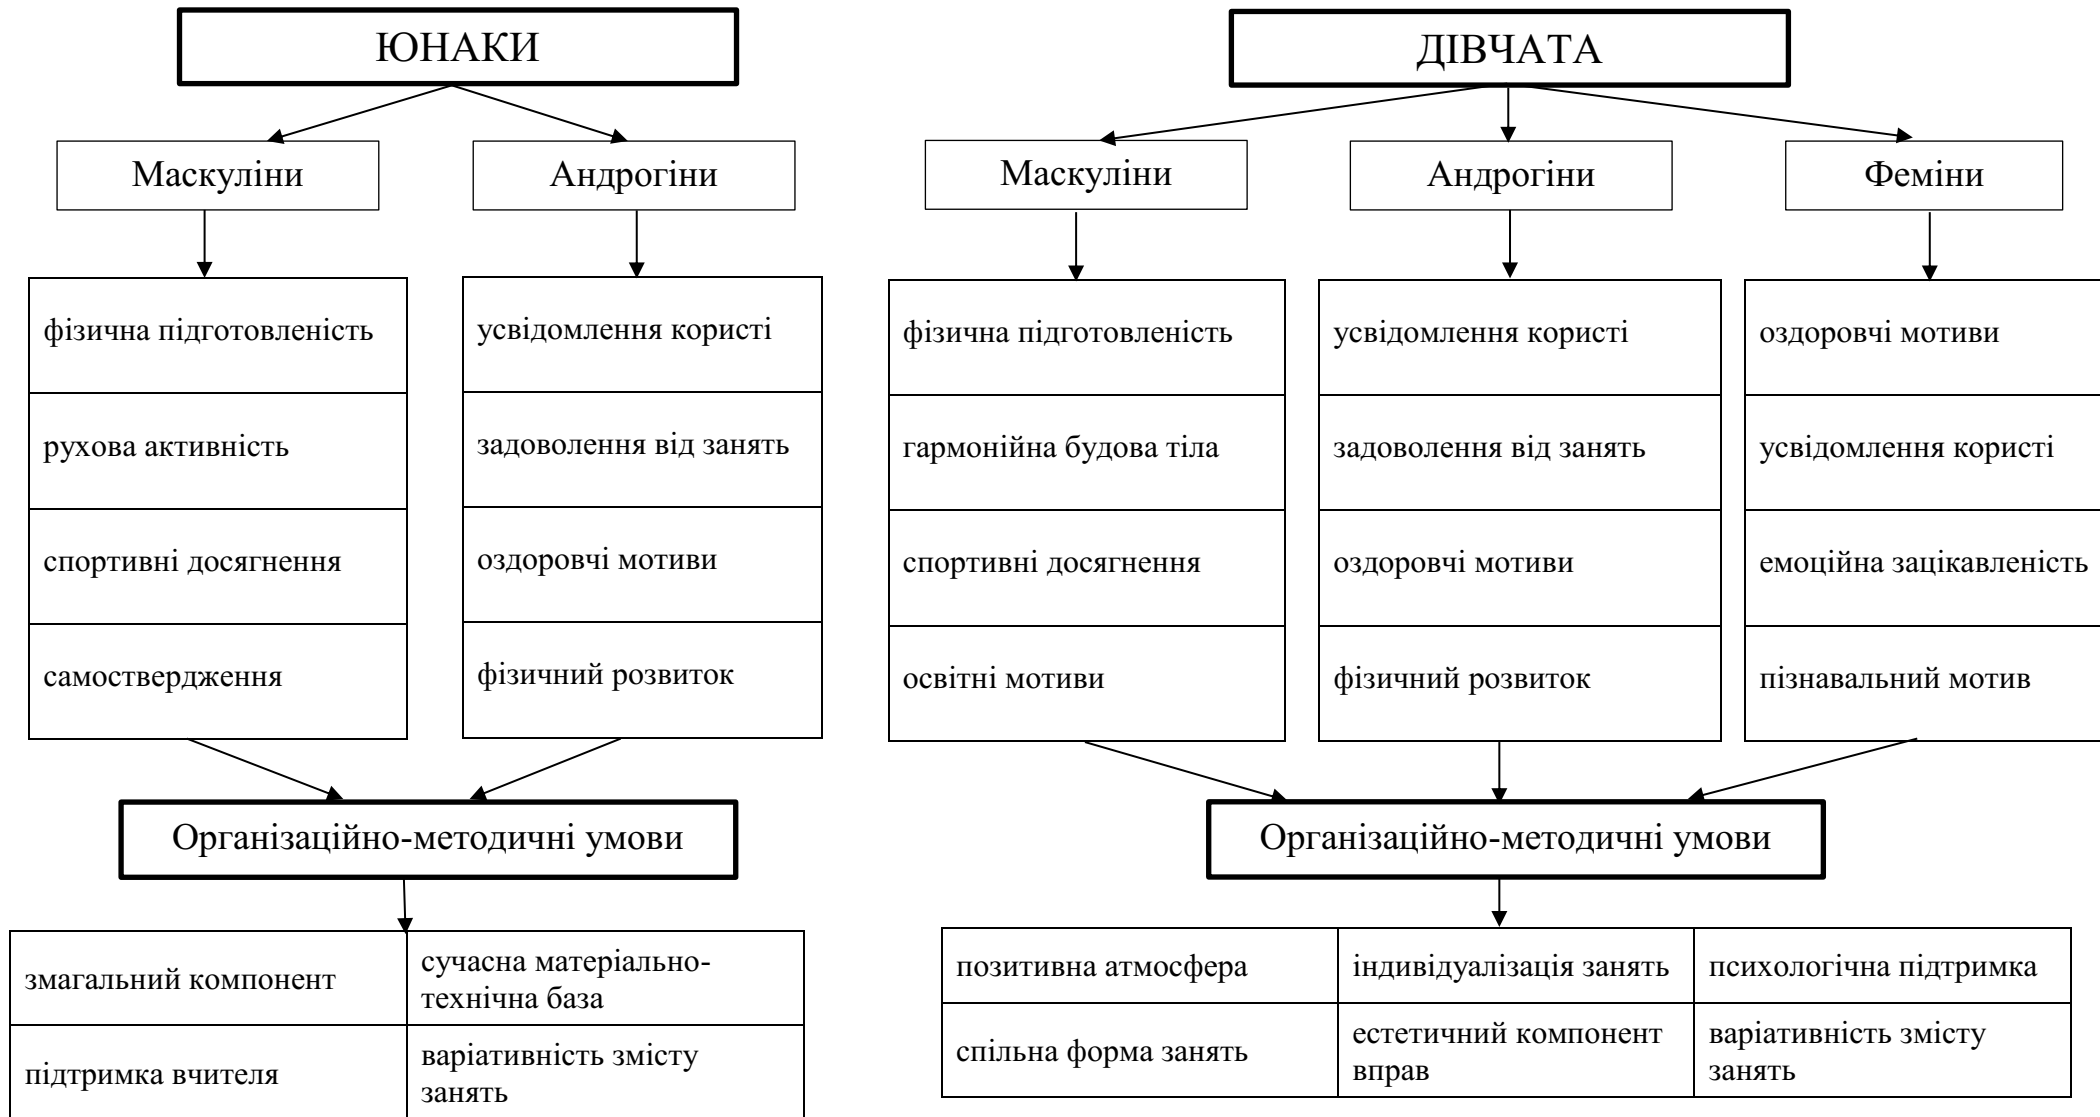 ЮНАКИ
Маскуліни
Андрогіни
фізична підготовленість
рухова активність
спортивні досягнення
самоствердження
усвідомлення користі
задоволення від занять
оздоровчі мотиви
фізичний розвиток
Організаційно-методичні умови
змагальний компонент
сучасна матеріально-
технічна база
підтримка вчителя
варіативність змісту
занять
ДІВЧАТА
Маскуліни
Андрогіни
Феміни
фізична підготовленість
гармонійна будова тіла
спортивні досягнення
освітні мотиви
усвідомлення користі
задоволення від занять
оздоровчі мотиви
фізичний розвиток
оздоровчі мотиви
усвідомлення користі
емоційна зацікавленість
пізнавальний мотив
Організаційно-методичні умови
позитивна атмосфера
індивідуалізація занять
психологічна підтримка
спільна форма занять
естетичний компонент
вправ
варіативність змісту
занять